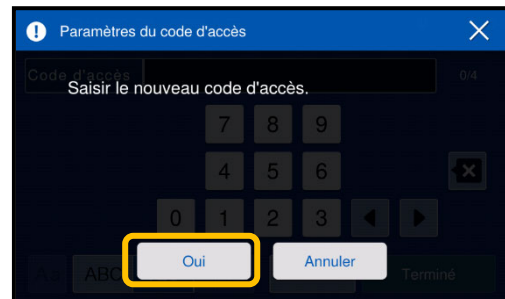 Paramètres du code d'accès
Code d'accès 0/4
Saisir le nouveau code d'accès.
7 8 9
4 5 6
0 1 2 3
Oui Annuler
Aa ABC Terminé